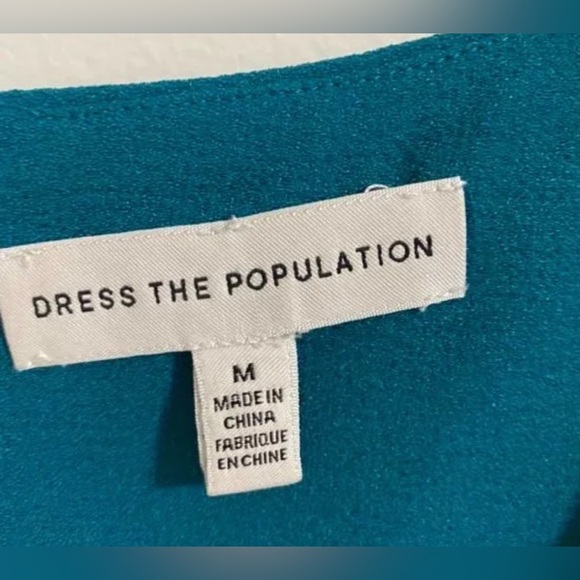 DRESS THE POPULATION
M
MADE IN
CHINA
FABRIQUE
EN CHINE